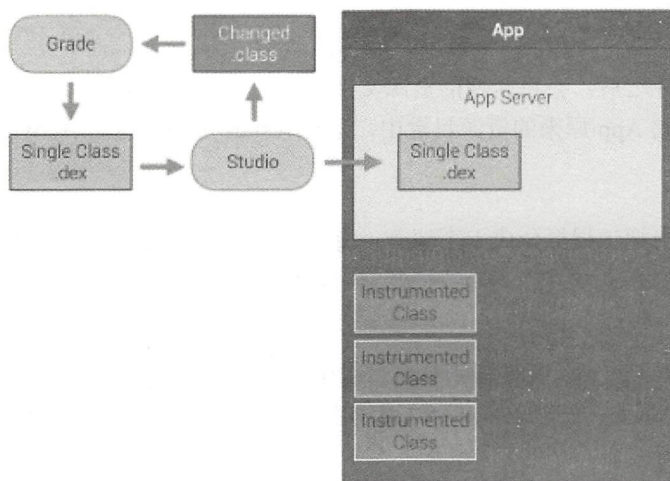 Grade
Changed
.class
Single Class
.dex
Studio
App
App Server
Single Class
.dex
Instrumented
Class
Instrumented
Class
Instrumented
Class